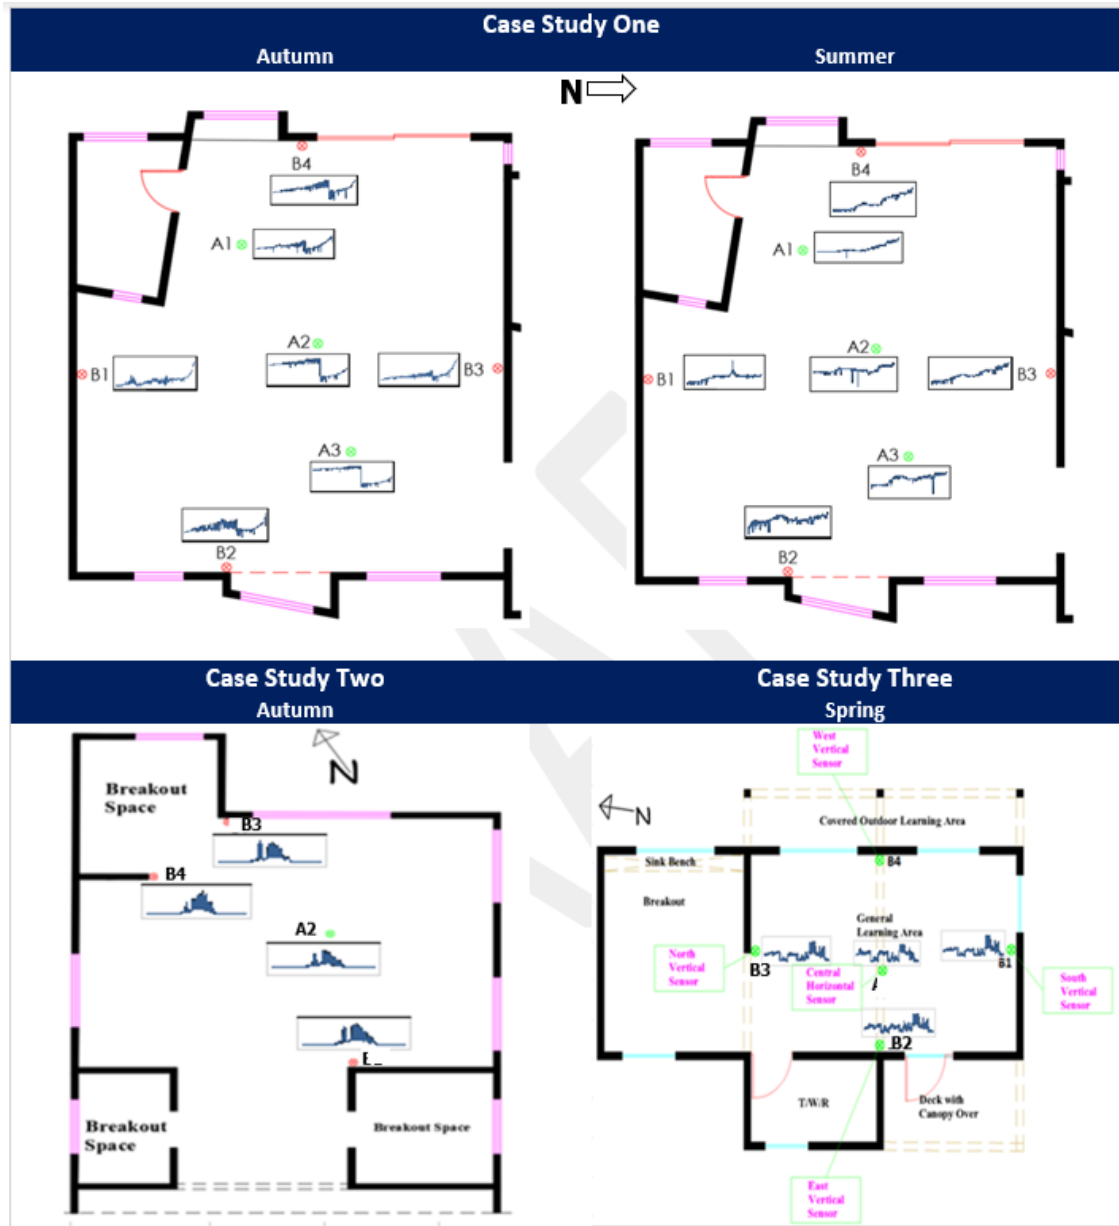 Case Study One
Autumn
Summer
N
B4
A1
A2
B1
B3
A3
B2
B4
A1
A2
B1
B3
A3
B2
Case Study Two
Autumn
Case Study Three
Spring
N
Breakout
Space
B3
B4
A2
Breakout
Space
Breakout Space
West
Vertical
Sensor
N
Covered Outdoor Learning Area
Sink Bench
B4
Breakout
General
Learning Area
North
Vertical
Sensor
B3
Central
Horizontal
Sensor
B1
South
Vertical
Sensor
B2
T/W/R
Deck with
Canopy Over
East
Vertical
Sensor